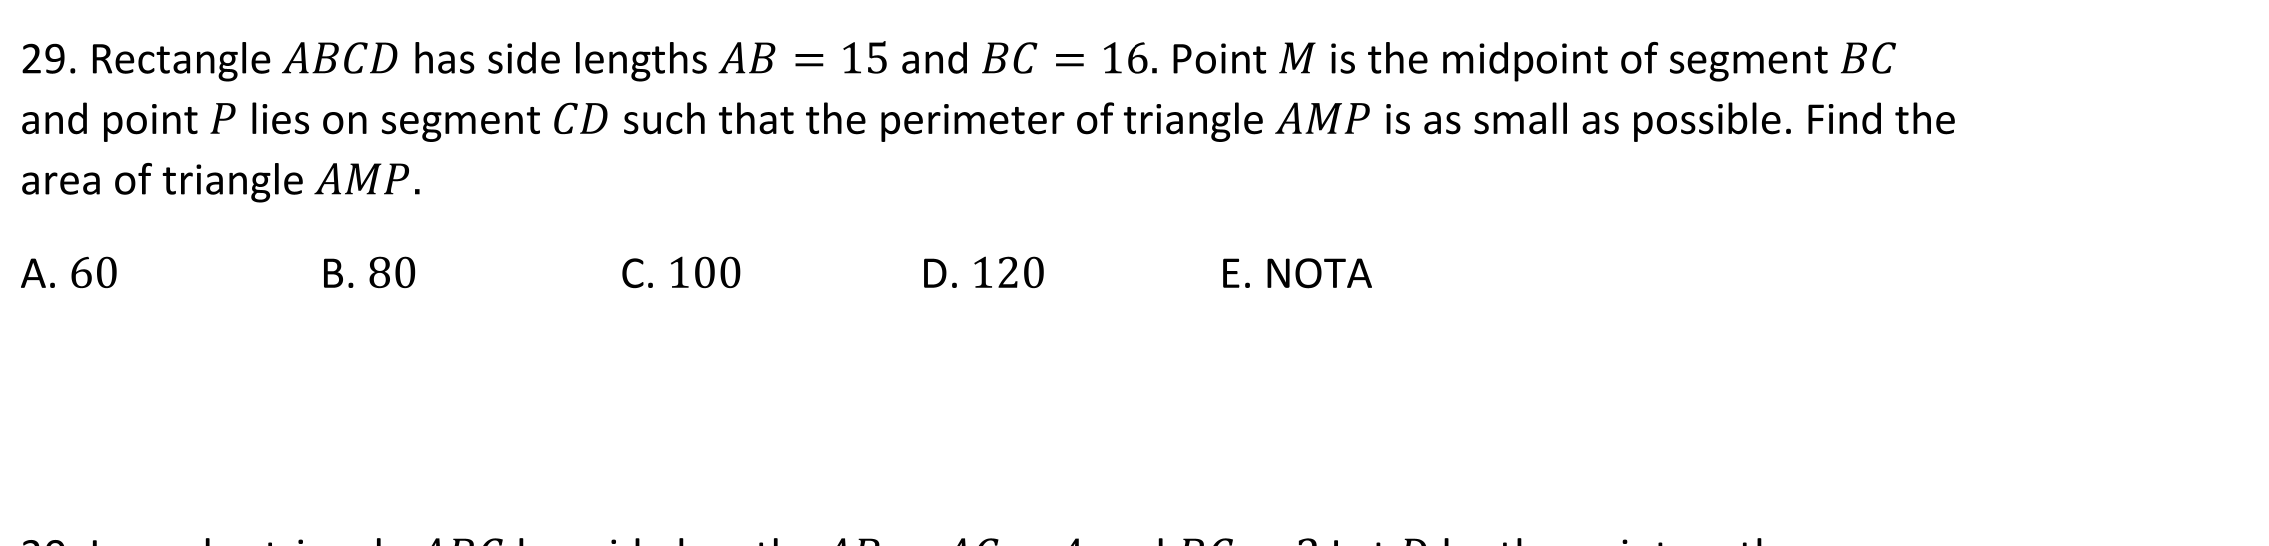 29. Rectangle ABCD has side lengths AB = 15 and BC = 16. Point M is the midpoint of segment BC
and point P lies on segment CD such that the perimeter of triangle AMP is as small as possible. Find the
area of triangle AMP.
A. 60 B. 80 C. 100 D. 120 E. NOTA